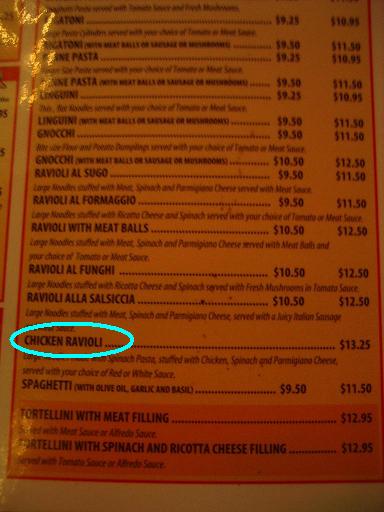 served with Tomato Sauce and Fresh Mushrooms.
$9.25 $10.95
served with your choice of Tomato or Meat Sauce.
(WITH MEAT BALLS OR SAUSAGE OR MUSHROOMS) $9.50 $11.50
PASTA $9.25 $10.95
Pasta served with your choice of Tomato or Meat Sauce.
PASTA (WITH MEAT BALLS OR SAUSAGE OR MUSHROOMS) $9.50 $11.50
LINGUINI $9.25 $10.95
Noodles served with your choice of Tomato or Meat Sauce.
LINGUINI (WITH MEAT BALLS OR SAUSAGE OR MUSHROOMS) $9.50 $11.50
GNOCCHI $9.50 $11.50
Bite size Flour and Potato Dumplings served with your choice of Tomato or Meat Sauce.
GNOCCHI (WITH MEAT BALLS OR SAUSAGE OR MUSHROOMS) $10.50 $12.50
RAVIOLI AL SUGO $9.50 $11.50
Large Noodles stuffed with Meat, Spinach and Parmigiano Cheese served with Meat Sauce.
RAVIOLI AL FORMAGGIO $9.50 $11.50
Large Noodles stuffed with Ricotta Cheese and Spinach served with your choice of Tomato or Meat Sauce.
RAVIOLI WITH MEAT BALLS $10.50 $12.50
Large Noodles stuffed with Meat, Spinach and Parmigiano Cheese served with Meat Balls and
your choice of Tomato or Meat Sauce.
RAVIOLI AL FUNGHI $10.50 $12.50
Large Noodles stuffed with Ricotta Cheese and Spinach served with Fresh Mushrooms in Tomato Sauce.
RAVIOLI ALLA SALSICCIA $10.50 $12.50
Large Noodles stuffed with Meat, Spinach and Parmigiano Cheese, served with a Juicy Italian Sausage
Sauce.
CHICKEN RAVIOLI $13.25
Spinach Pasta, stuffed with Chicken, Spinach and Parmigiano Cheese,
served with your choice of Red or White Sauce.
SPAGHETTI (WITH OLIVE OIL, GARLIC AND BASIL) $9.50 $11.50
TORTELLINI WITH MEAT FILLING $12.95
Served with Meat Sauce or Alfredo Sauce.
TORTELLINI WITH SPINACH AND RICOTTA CHEESE FILLING $12.95
Served with Tomato Sauce or Alfredo Sauce.